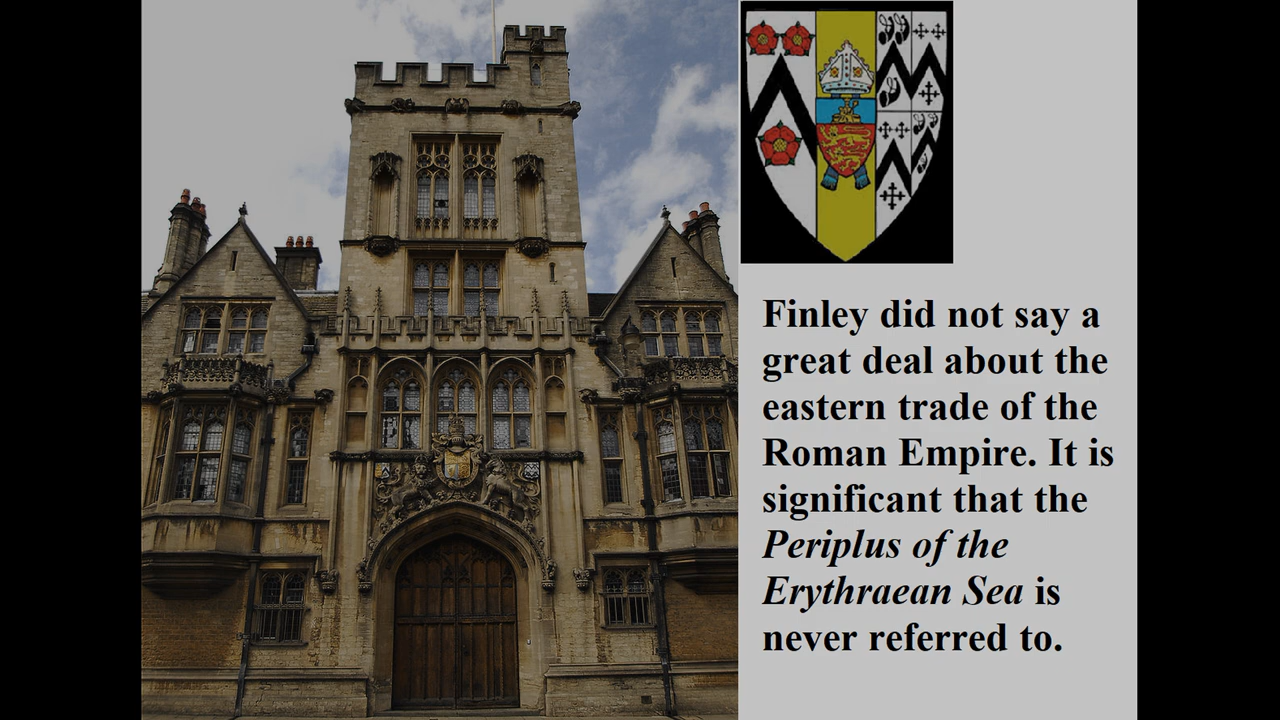 Finley did not say a
great deal about the
eastern trade of the
Roman Empire. It is
significant that the
Periplus of the
Erythraean Sea is
never referred to.